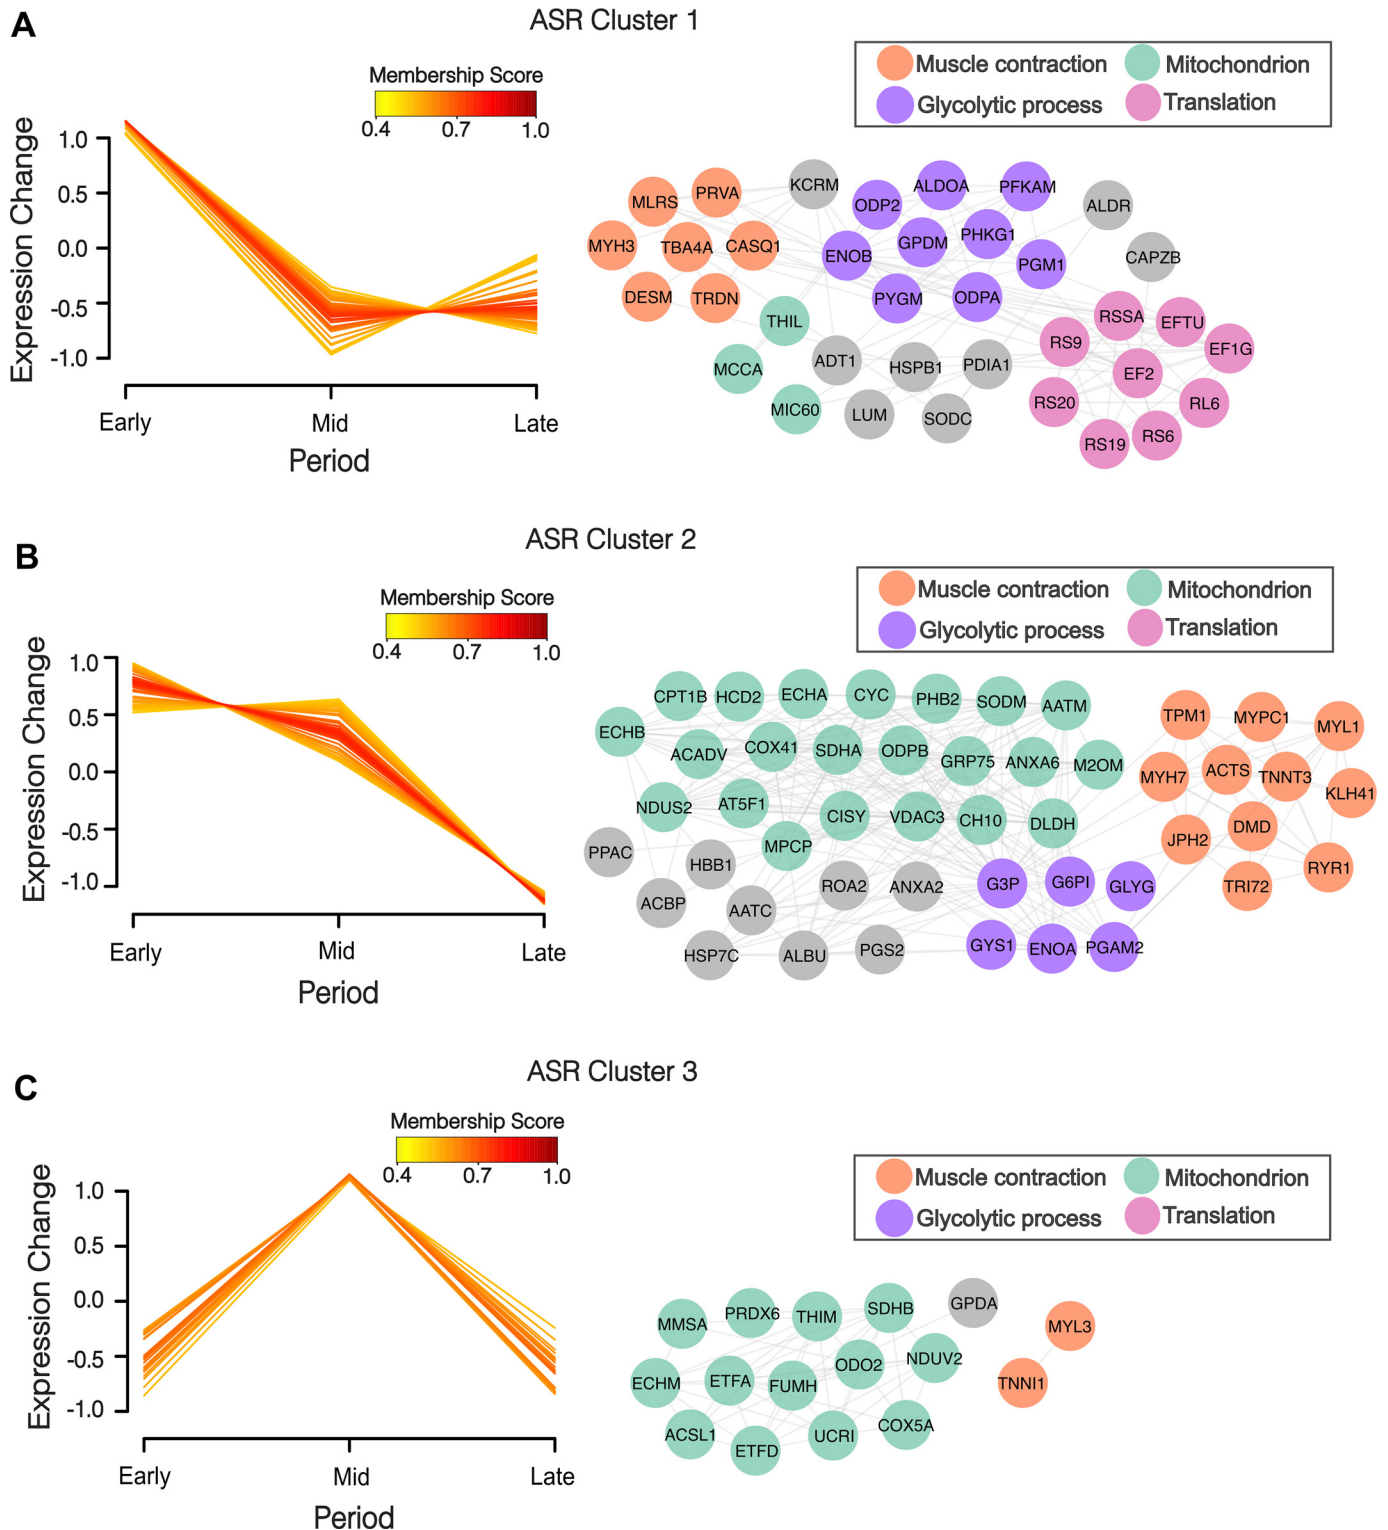 A
ASR Cluster 1
Membership Score
0.4 0.7 1.0
Expression Change
1.0
0.5
0.0
-0.5
-1.0
Early Mid Late
Period
Muscle contraction Mitochondrion
Glycolytic process Translation
KCRM ALDOA PFKAM
PRVA MLRS ODP2 ALDR
MYH3 TBA4A CASQ1 ENOB GPDM PHKG1 PGM1 CAPZB
DESM TRDN PYGM ODPA
THIL RSSA EFTU
ADT1 RS9 EF1G
MCCA HSPB1 PDIA1 EF2
MIC60 LUM SODC RS20 RL6
RS19 RS6
B
ASR Cluster 2
Membership Score
0.4 0.7 1.0
Expression Change
1.0
0.5
0.0
-0.5
-1.0
Early Mid Late
Period
Muscle contraction Mitochondrion
Glycolytic process Translation
CPT1B HCD2 ECHA CYC PHB2 SODM AATM TPM1 MYPC1 MYL1
ECHB ACADV COX41 SDHA ODPB GRP75 ANXA6 M2OM MYH7 ACTS TNNT3 KLH41
NDUS2 AT5F1 CISY VDAC3 CH10 DLDH DMD
MPCP JPH2
PPAC HBB1 RYR1
ACBP AATC ROA2 ANXA2 G3P G6PI GLYG TRI72
HSP7C ALBU PGS2 GYS1 ENOA PGAM2
C
ASR Cluster 3
Membership Score
0.4 0.7 1.0
Expression Change
1.0
0.5
0.0
-0.5
-1.0
Early Mid Late
Period
Muscle contraction Mitochondrion
Glycolytic process Translation
MMSA PRDX6 THIM SDHB GPDA MYL3
ECHM ETFA FUMH ODO2 NDUV2 TNNI1
ACSL1 ETFD UCRI COX5A